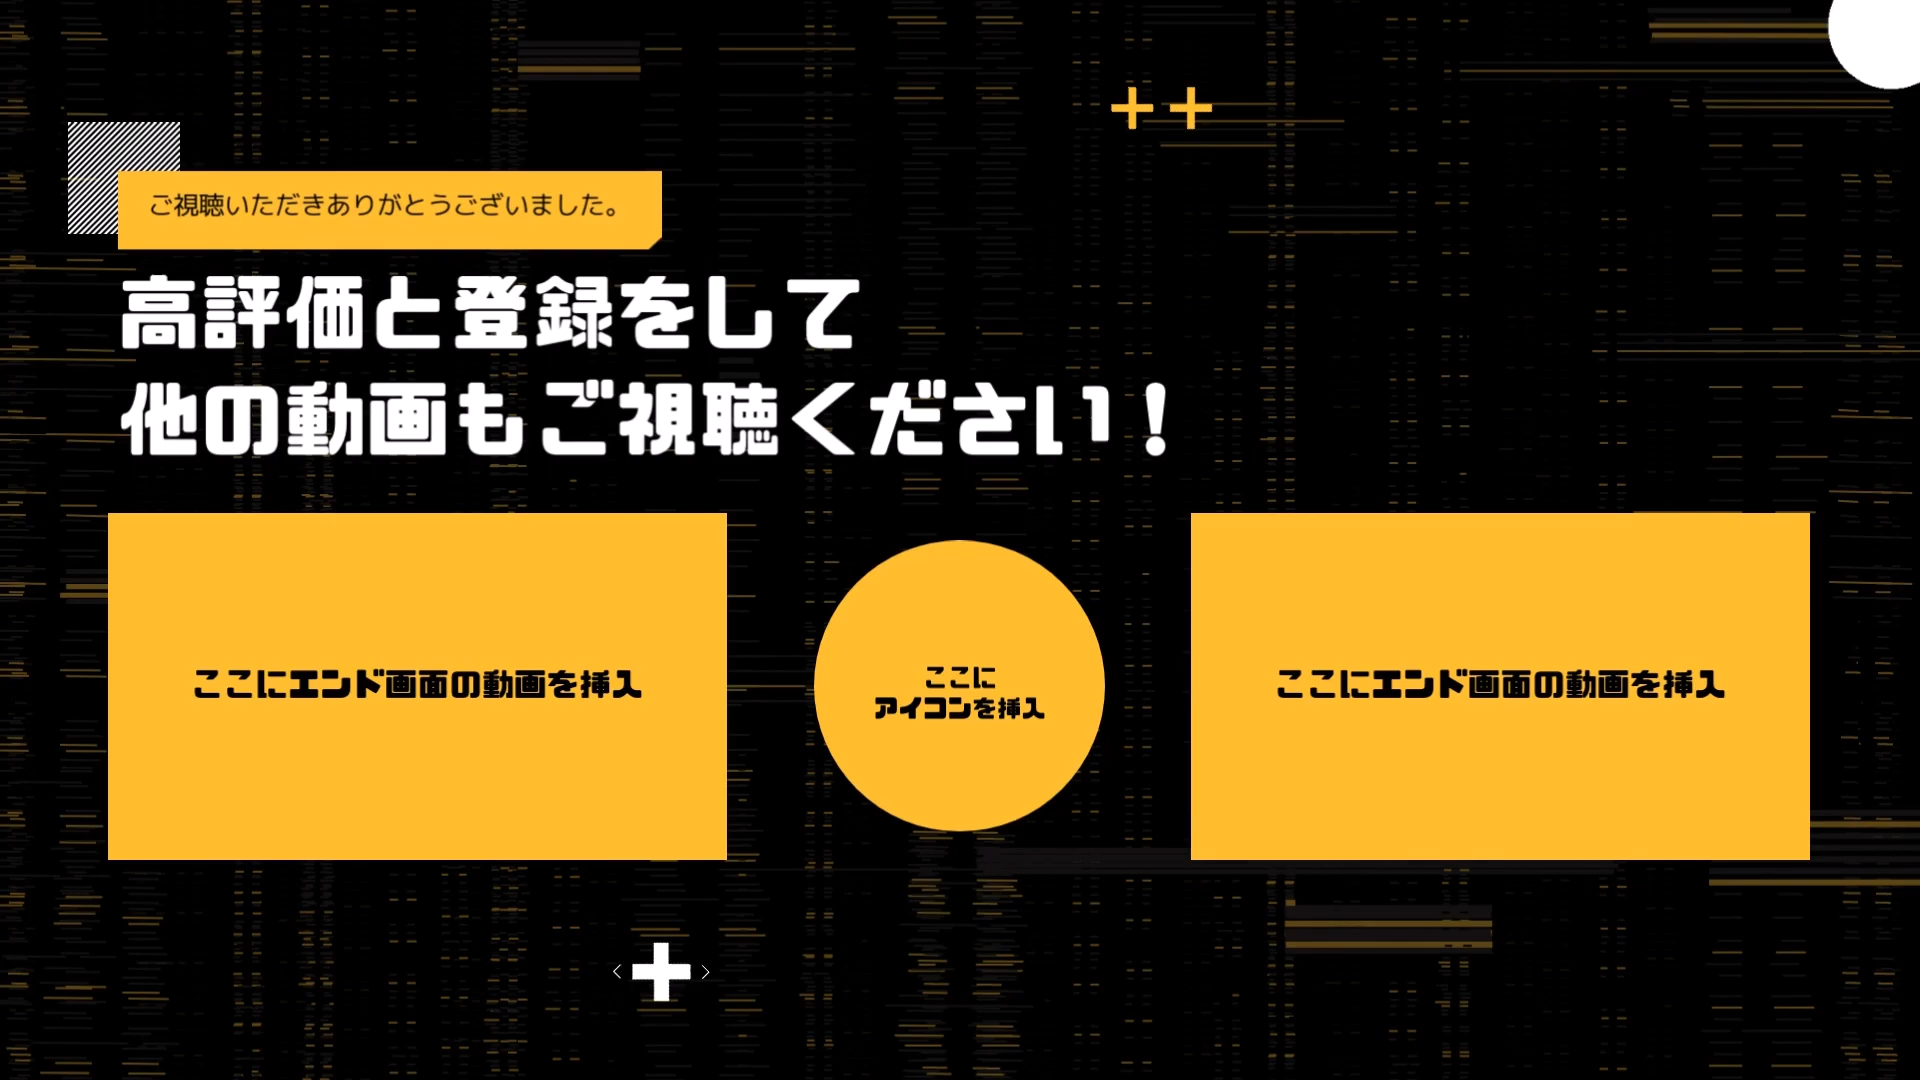 ご視聴いただきありがとうございました。
高評価と登録をして
他の動画もご視聴ください！
ここにエンド画面の動画を挿入
ここに
アイコンを挿入
ここにエンド画面の動画を挿入